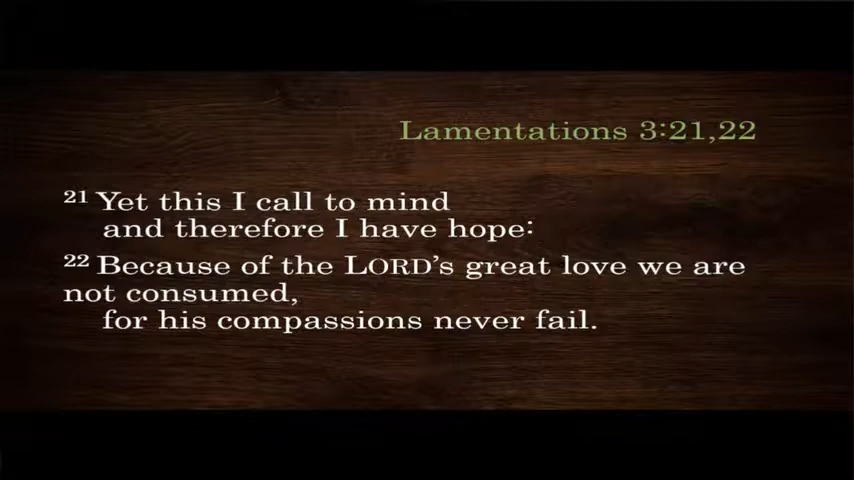 Lamentations 3:21,22
21 Yet this I call to mind
and therefore I have hope:
22 Because of the LORD’s great love we are
not consumed,
for his compassions never fail.